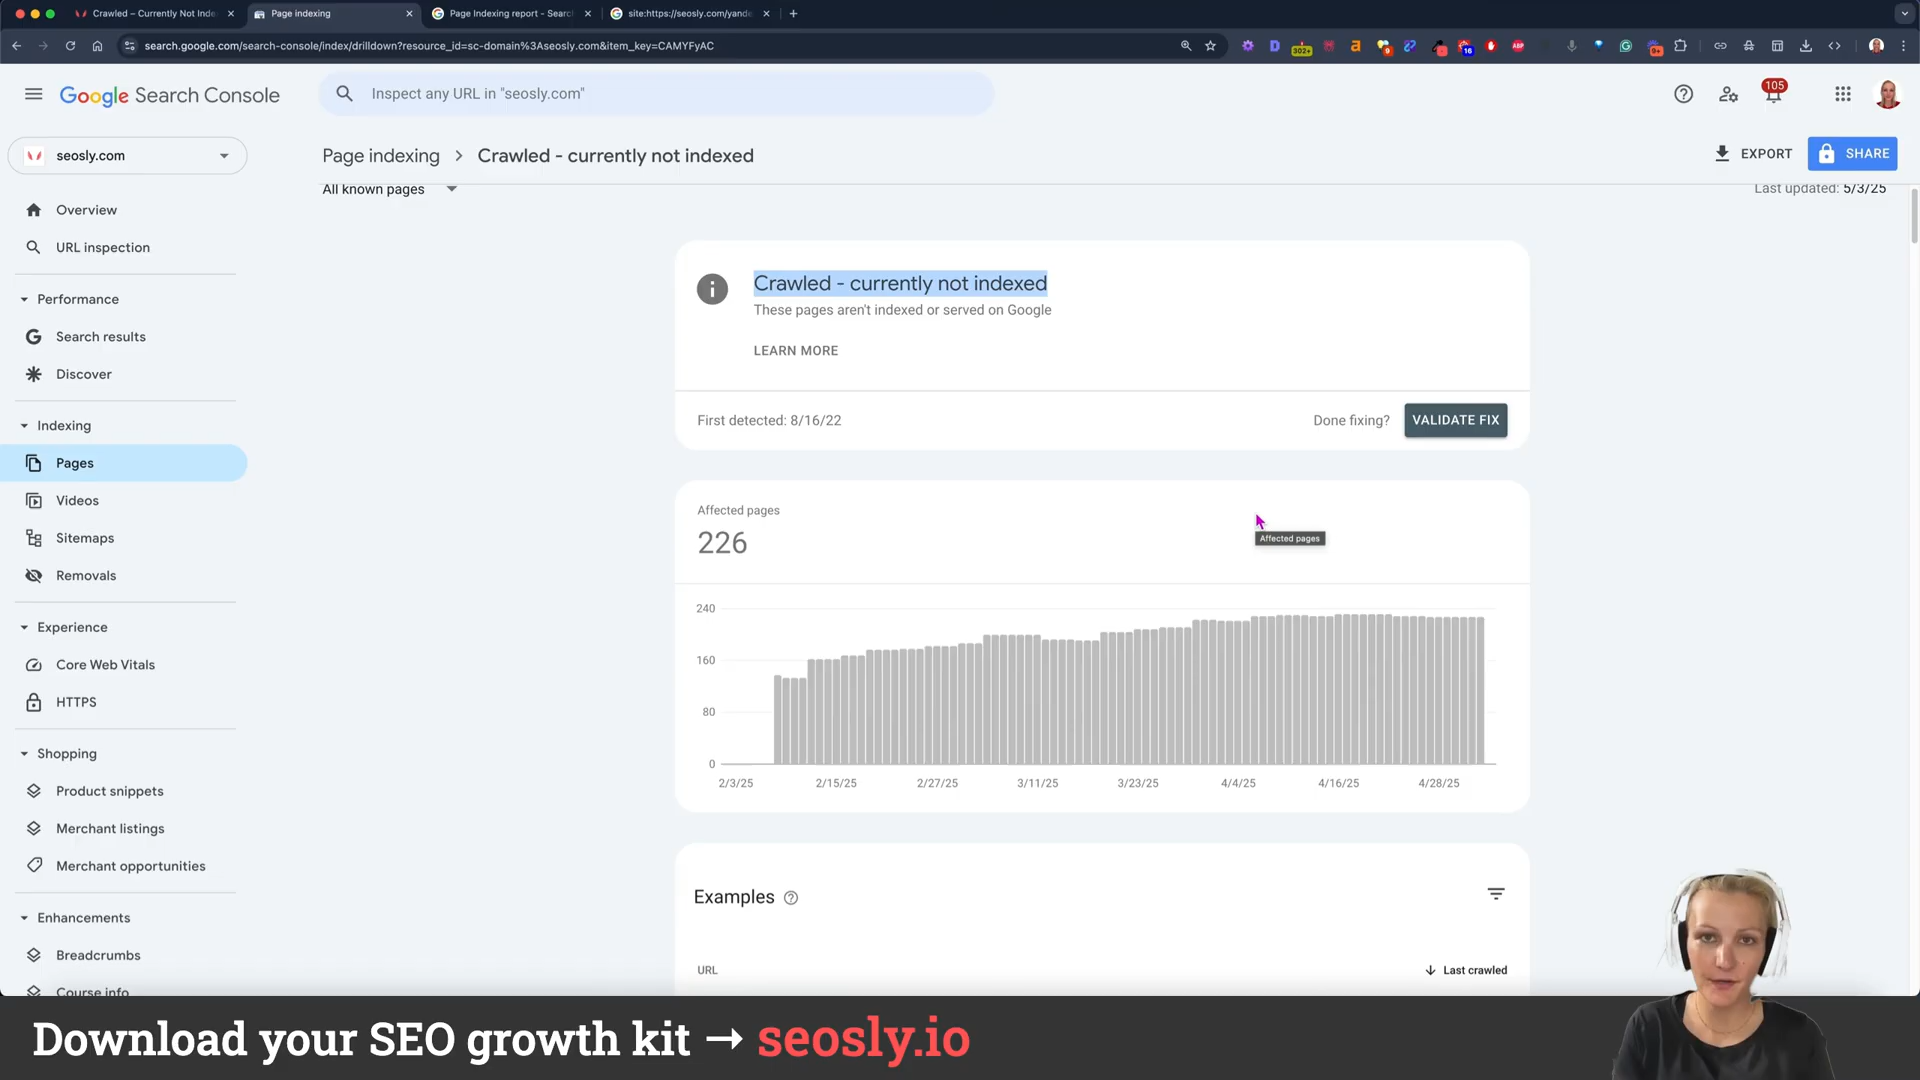 Crawled – Currently Not Inde
Page indexing
Page Indexing report - Searc
site:https://seosly.com/yande
search.google.com/search-console/index/drilldown?resource_id=sc-domain%3Aseosly.com&item_key=CAMYFyAC
302+
9
16
ABP
9+
Google Search Console
Inspect any URL in "seosly.com"
105
seosly.com
Page indexing > Crawled - currently not indexed
EXPORT
SHARE
All known pages
Last updated: 5/3/25
Overview
URL inspection
Performance
Search results
Discover
Indexing
Pages
Videos
Sitemaps
Removals
Experience
Core Web Vitals
HTTPS
Shopping
Product snippets
Merchant listings
Merchant opportunities
Enhancements
Breadcrumbs
Course info
Crawled - currently not indexed
These pages aren't indexed or served on Google
LEARN MORE
First detected: 8/16/22
Done fixing?
VALIDATE FIX
Affected pages
226
Affected pages
240
160
80
0
2/3/25
2/15/25
2/27/25
3/11/25
3/23/25
4/4/25
4/16/25
4/28/25
Examples
URL
Last crawled
Download your SEO growth kit → seosly.io